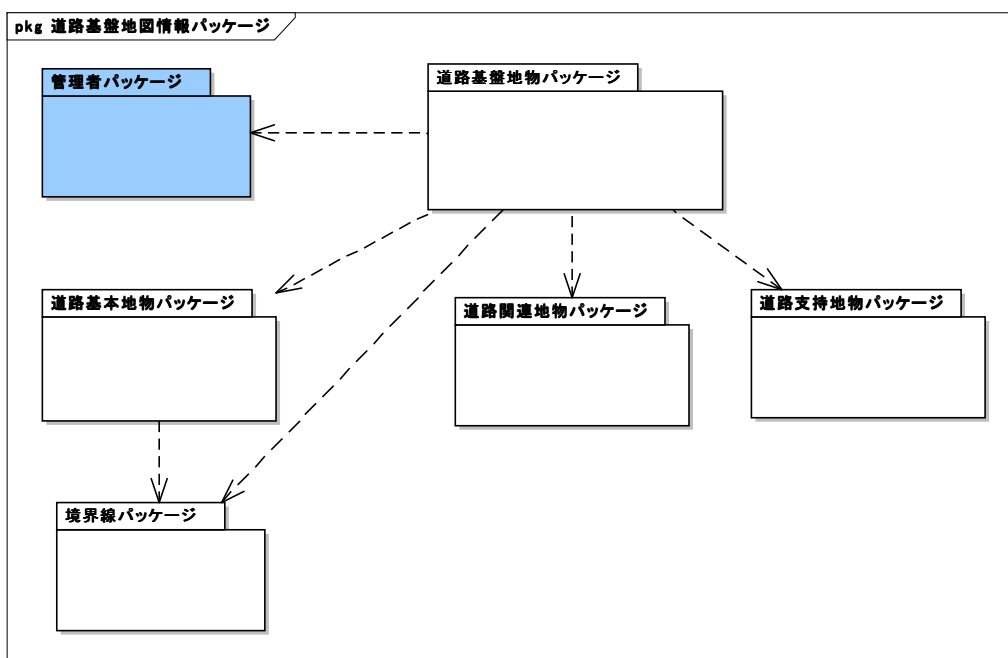 pkg 道路基盤地図情報パッケージ
管理者パッケージ
道路基盤地物パッケージ
道路基本地物パッケージ
道路関連地物パッケージ
道路支持地物パッケージ
境界線パッケージ